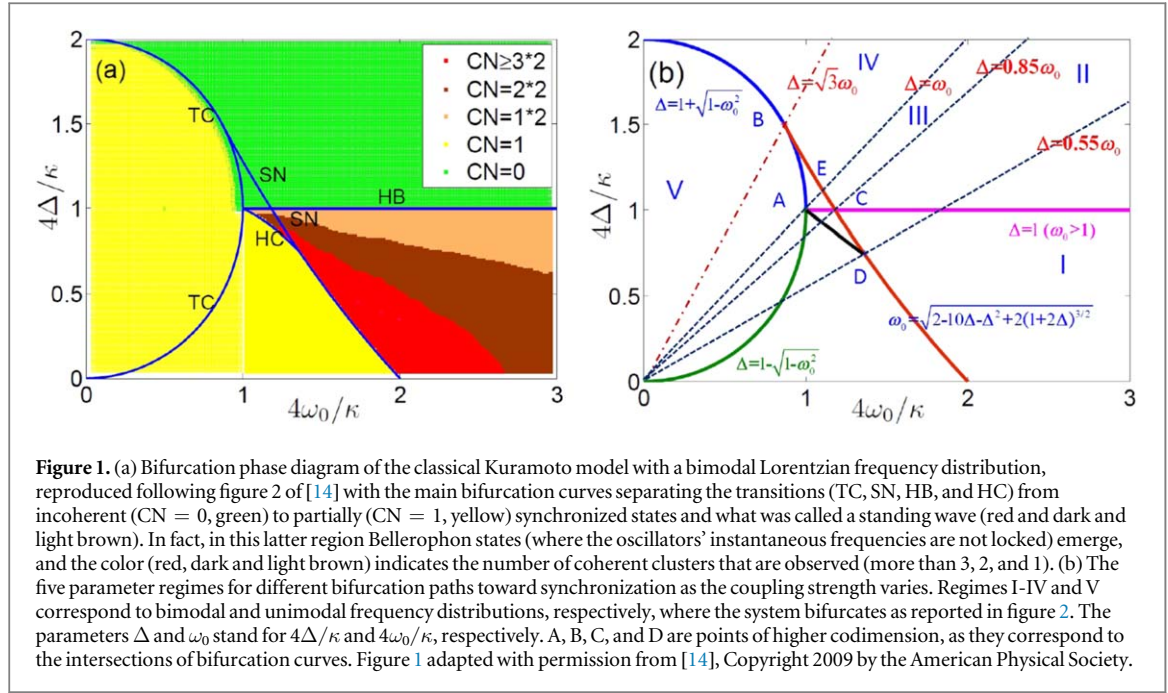 (a)
2
1.5
1
0.5
0
4Δ/κ
TC
SN
HB
SN
HC
TC
CN≥3*2
CN=2*2
CN=1*2
CN=1
CN=0
0
1
2
3
4ω₀/κ
(b)
2
1.5
1
0.5
0
4Δ/κ
IV
Δ=√3ω₀
Δ=ω₀
Δ=0.85ω₀
II
Δ=1+√1-ω₀²
B
III
Δ=0.55ω₀
V
E
A
C
Δ=1 (ω₀>1)
I
D
ω₀=√2-10Δ-Δ²+2(1+2Δ)^3/2
Δ=1-√1-ω₀²
0
1
2
3
4ω₀/κ
Figure 1. (a) Bifurcation phase diagram of the classical Kuramoto model with a bimodal Lorentzian frequency distribution,
reproduced following figure 2 of [14] with the main bifurcation curves separating the transitions (TC, SN, HB, and HC) from
incoherent (CN = 0, green) to partially (CN = 1, yellow) synchronized states and what was called a standing wave (red and dark and
light brown). In fact, in this latter region Bellerophon states (where the oscillators' instantaneous frequencies are not locked) emerge,
and the color (red, dark and light brown) indicates the number of coherent clusters that are observed (more than 3, 2, and 1). (b) The
five parameter regimes for different bifurcation paths toward synchronization as the coupling strength varies. Regimes I-IV and V
correspond to bimodal and unimodal frequency distributions, respectively, where the system bifurcates as reported in figure 2. The
parameters Δ and ω₀ stand for 4Δ/κ and 4ω₀/κ, respectively. A, B, C, and D are points of higher codimension, as they correspond to
the intersections of bifurcation curves. Figure 1 adapted with permission from [14], Copyright 2009 by the American Physical Society.